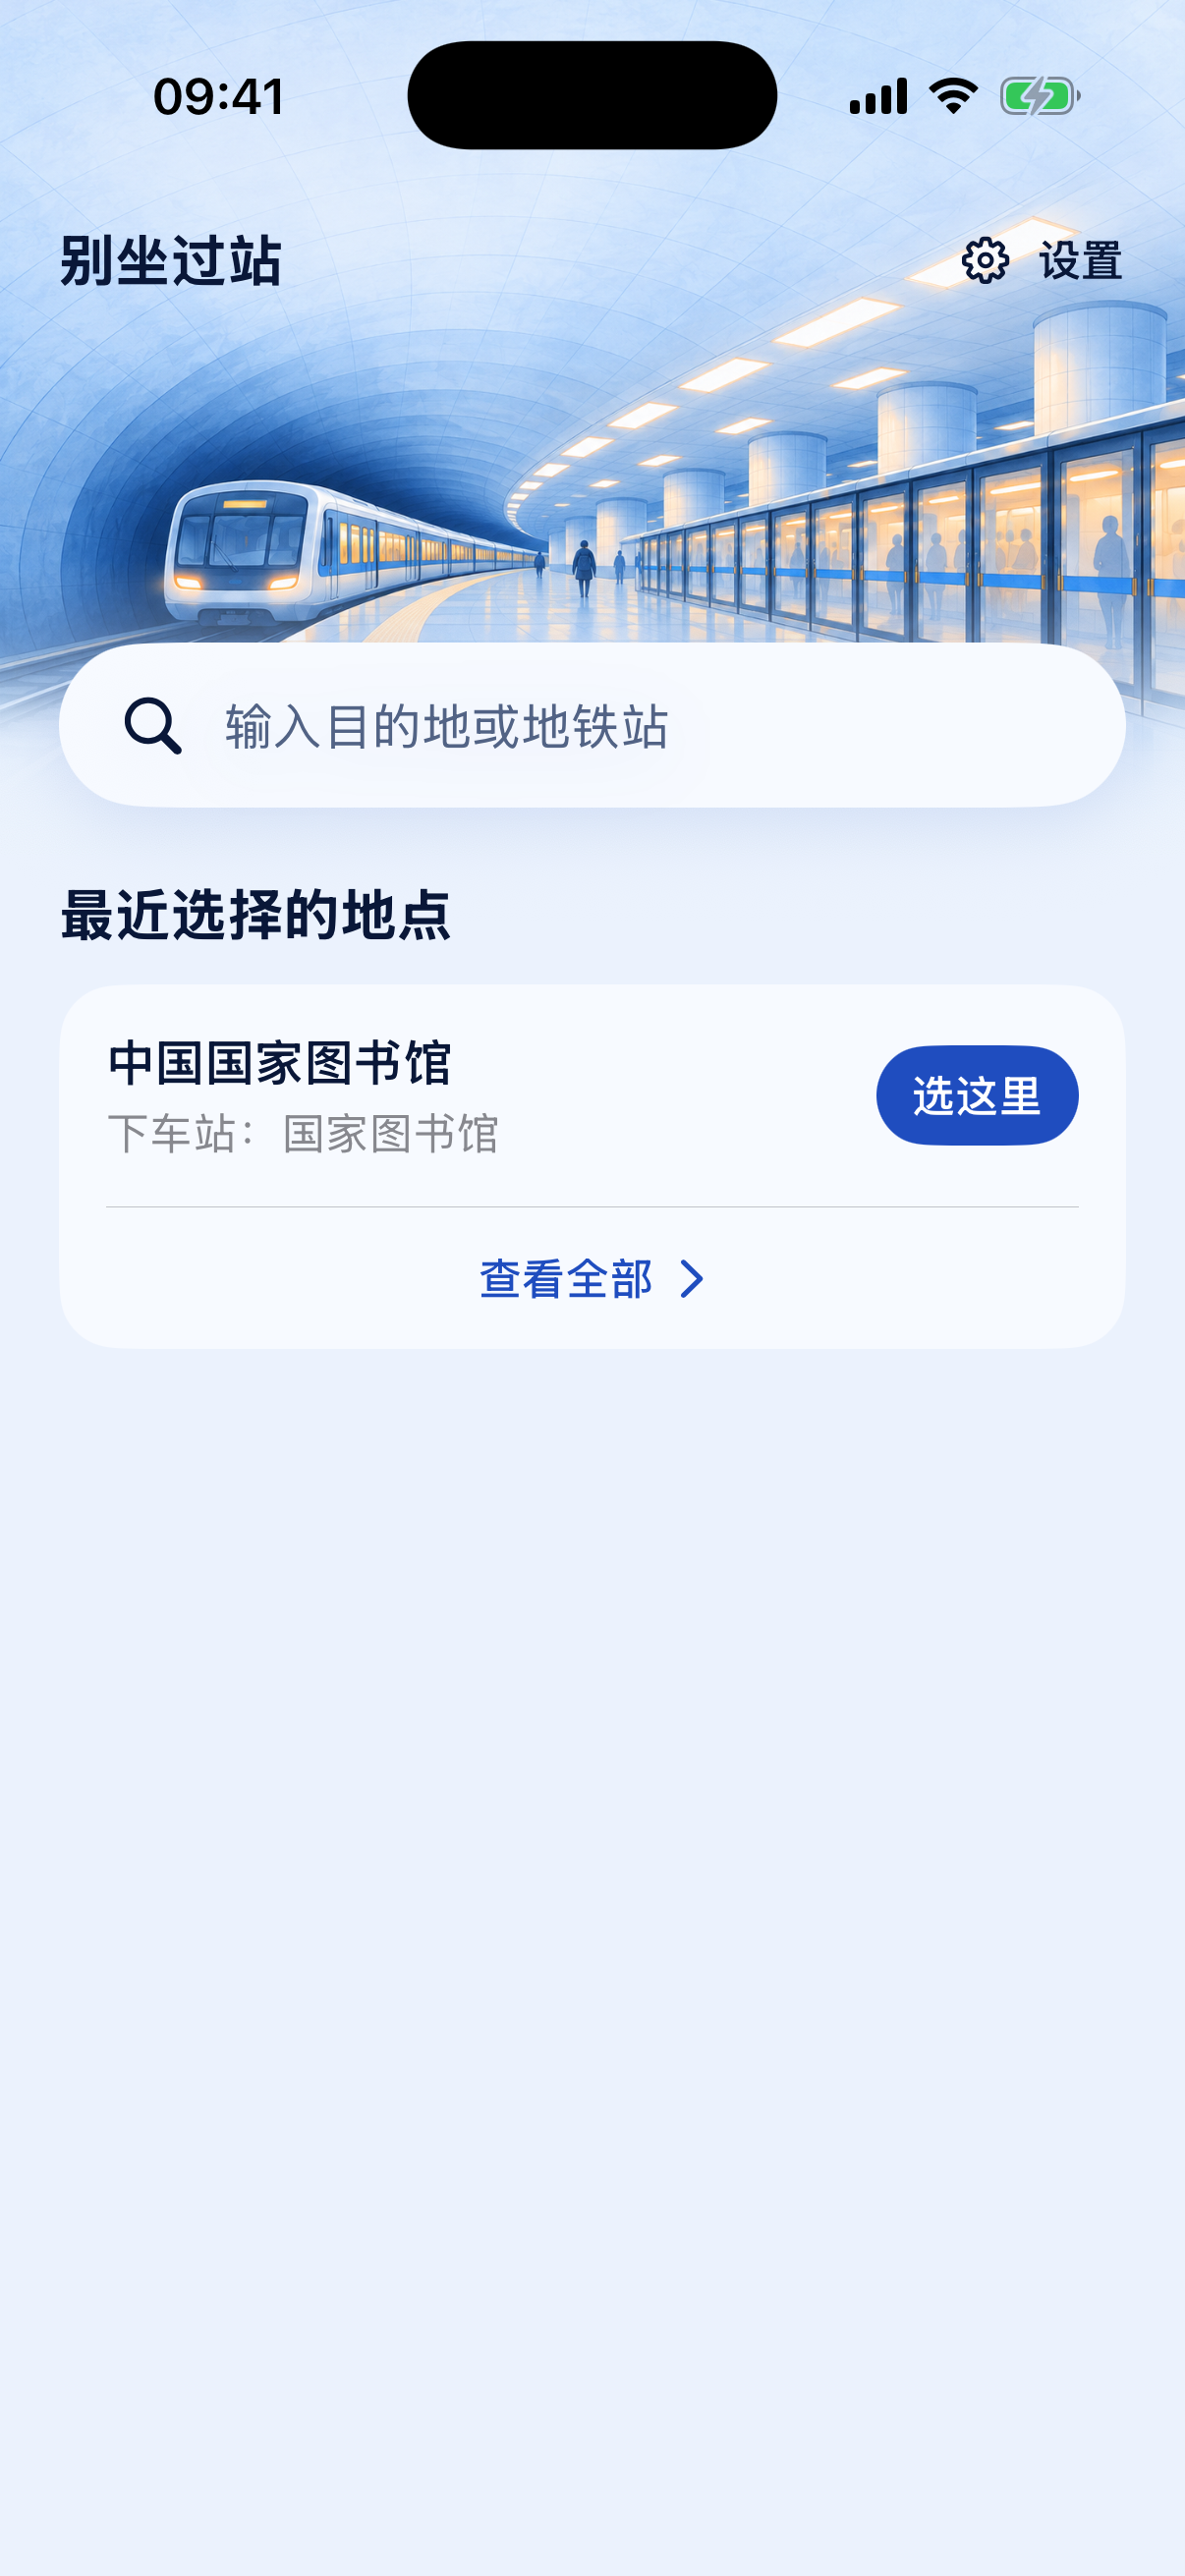 09:41
别坐过站
设置
输入目的地或地铁站
最近选择的地点
中国国家图书馆
下车站：国家图书馆
选这里
查看全部